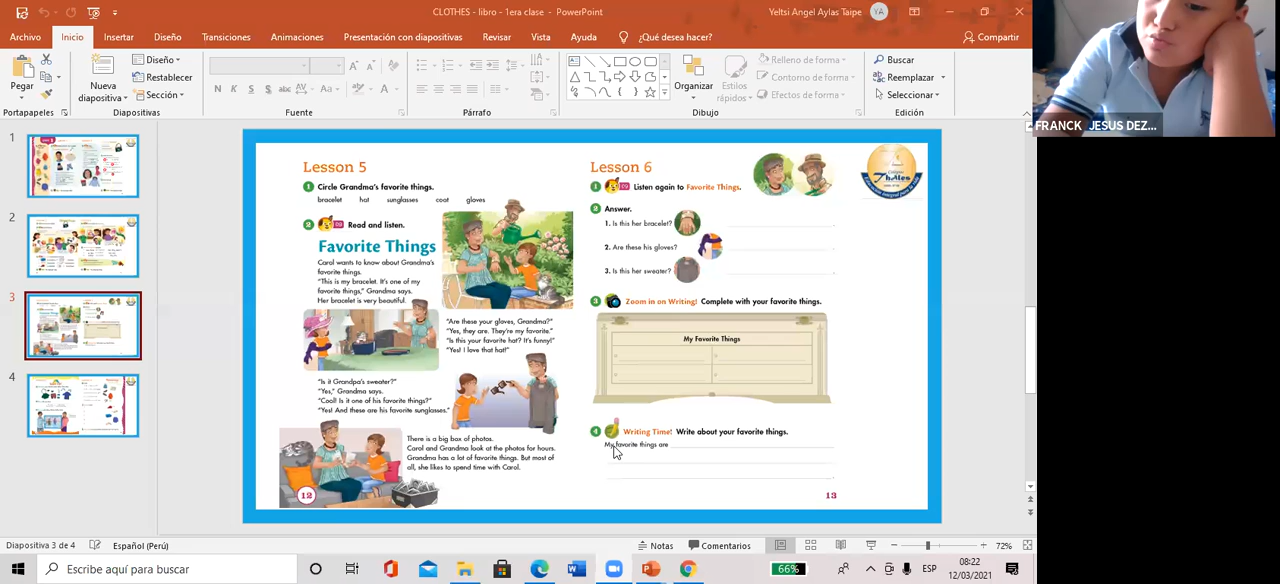 CLOTHES - libro - 1era clase - PowerPoint
Yeltsi Angel Aylas Taipe
YA
Archivo Inicio Insertar Diseño Transiciones Animaciones Presentación con diapositivas Revisar Vista Ayuda ¿Qué desea hacer? Compartir
Pegar
Nueva diapositiva
Diseño
Restablecer
Sección
N K S abc AV Aa A
Organizar
Estilos rápidos
Relleno de forma
Contorno de forma
Efectos de forma
Buscar
Reemplazar
Seleccionar
Portapapeles Diapositivas Fuente Párrafo Dibujo Edición
FRANCK JESUS DEZ...
1
2
3
4
Lesson 5
1 Circle Grandma's favorite things.
bracelet hat sunglasses coat gloves
2 Read and listen.
Favorite Things
Carol wants to know about Grandma's
favorite things.
"This is my bracelet. It's one of my
favorite things," Grandma says.
Her bracelet is very beautiful.
"Are these your gloves, Grandma?"
"Yes, they are. They're my favorite."
"Is this your favorite hat? It's funny!"
"Yes! I love that hat!"
"Is it Grandpa's sweater?"
"Yes," Grandma says.
"Cool! Is it one of his favorite things?"
"Yes! And these are his favorite sunglasses."
There is a big box of photos.
Carol and Grandma look at the photos for hours.
Grandma has a lot of favorite things. But most of
all, she likes to spend time with Carol.
12
Lesson 6
1 Listen again to Favorite Things.
2 Answer.
1. Is this her bracelet?
2. Are these his gloves?
3. Is this her sweater?
3 Zoom in on Writing! Complete with your favorite things.
My Favorite Things
4 Writing Time! Write about your favorite things.
My favorite things are
13
Thales
Diapositiva 3 de 4 Español (Perú) Notas Comentarios 72%
Escribe aquí para buscar
66%
ESP
08:22
12/03/2021